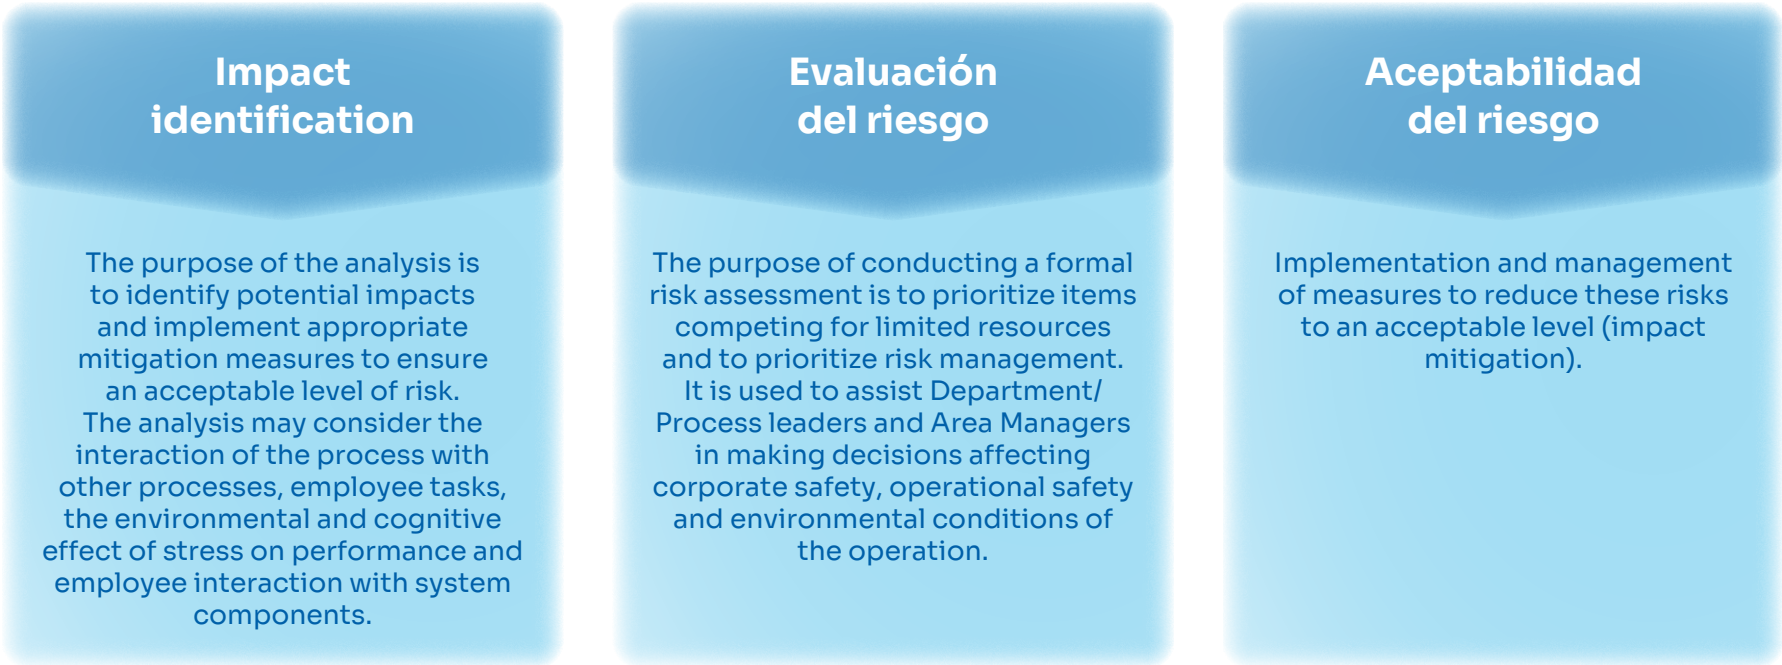 Impact
identification
The purpose of the analysis is
to identify potential impacts
and implement appropriate
mitigation measures to ensure
an acceptable level of risk.
The analysis may consider the
interaction of the process with
other processes, employee tasks,
the environmental and cognitive
effect of stress on performance and
employee interaction with system
components.
Evaluación
del riesgo
The purpose of conducting a formal
risk assessment is to prioritize items
competing for limited resources
and to prioritize risk management.
It is used to assist Department/
Process leaders and Area Managers
in making decisions affecting
corporate safety, operational safety
and environmental conditions of
the operation.
Aceptabilidad
del riesgo
Implementation and management
of measures to reduce these risks
to an acceptable level (impact
mitigation).